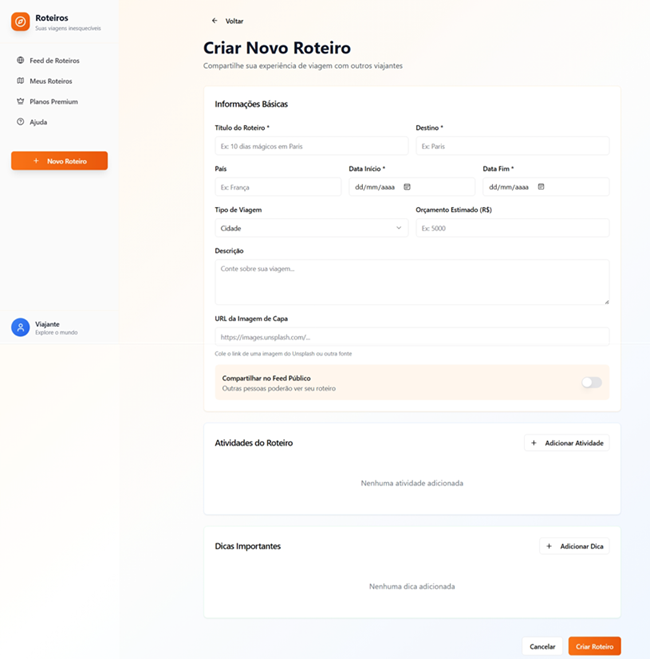 Roteiros
Suas viagens inesquecíveis
Feed de Roteiros
Meus Roteiros
Planos Premium
Ajuda
+ Novo Roteiro
Viajante
Explore o mundo
← Voltar
Criar Novo Roteiro
Compartilhe sua experiência de viagem com outros viajantes
Informações Básicas
Título do Roteiro * Destino *
Ex: 10 dias mágicos em Paris Ex: Paris
País Data Início * Data Fim *
Ex: França dd/mm/aaaa dd/mm/aaaa
Tipo de Viagem Orçamento Estimado (R$)
Cidade Ex: 5000
Descrição
Conte sobre sua viagem...
URL da Imagem de Capa
https://images.unsplash.com/...
Cole o link de uma imagem do Unsplash ou outra fonte
Compartilhar no Feed Público
Outras pessoas poderão ver seu roteiro
Atividades do Roteiro + Adicionar Atividade
Nenhuma atividade adicionada
Dicas Importantes + Adicionar Dica
Nenhuma dica adicionada
Cancelar Criar Roteiro